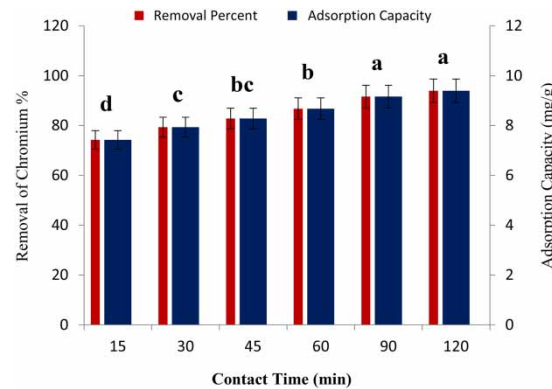 Removal Percent Adsorption Capacity
120 12
100 10
80 8
60 6
40 4
20 2
0 0
d c bc b a a
15 30 45 60 90 120
Contact Time (min)
Removal of Chromium %
Adsorption Capacity (mg/g)